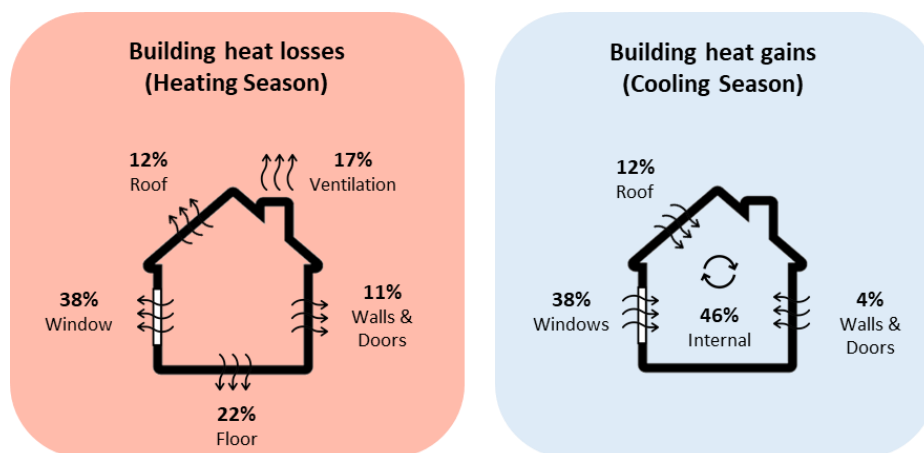 Building heat losses
(Heating Season)
12%
Roof
17%
Ventilation
38%
Window
11%
Walls &
Doors
22%
Floor
Building heat gains
(Cooling Season)
12%
Roof
38%
Windows
46%
Internal
4%
Walls &
Doors